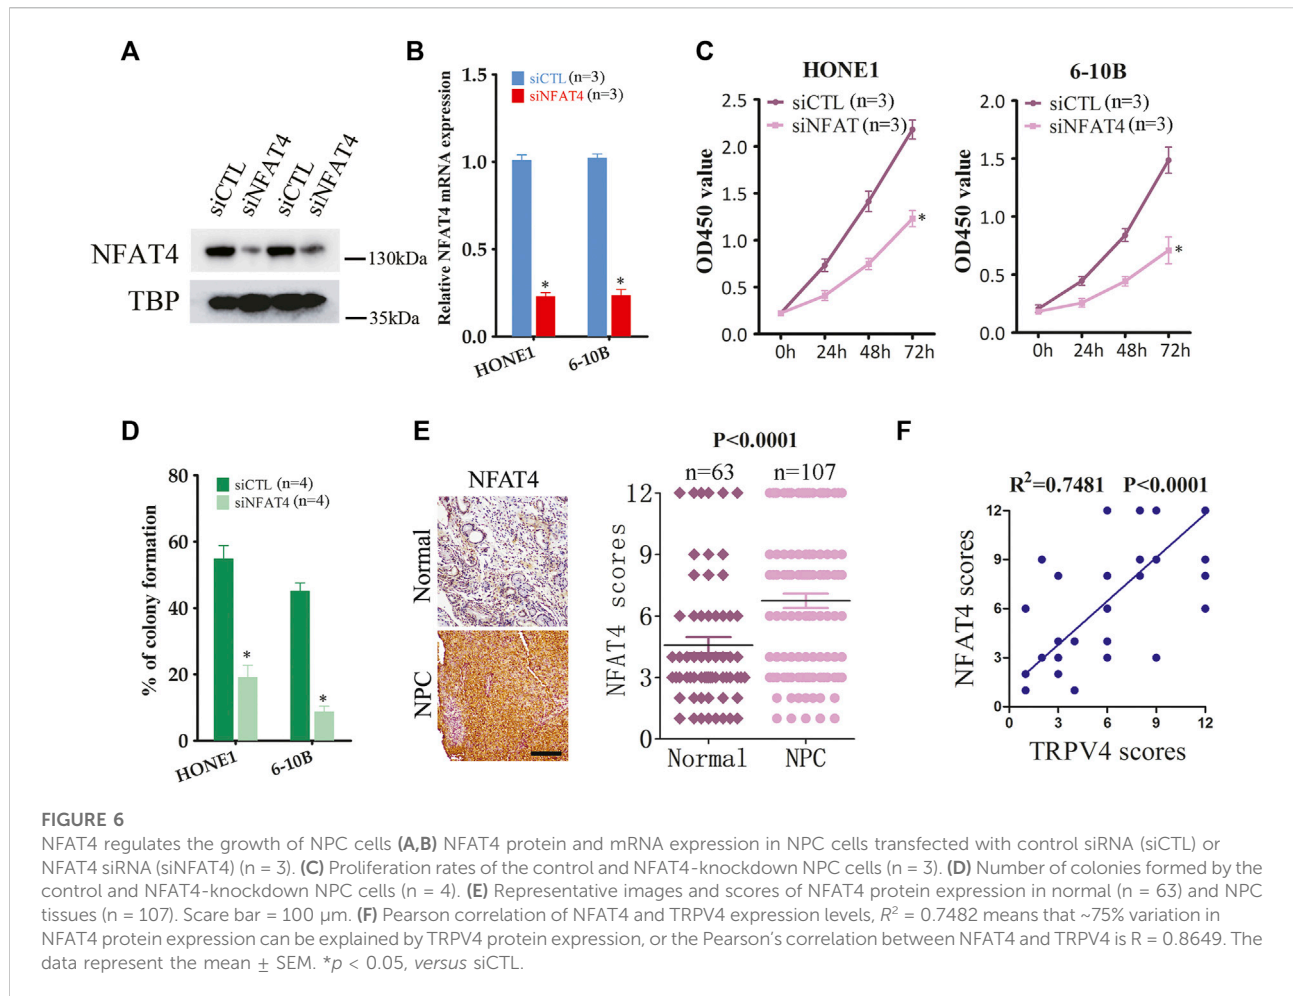 A
siCTL
siNFAT4
siCTL
siNFAT4
NFAT4
130kDa
TBP
35kDa
B
Relative NFAT4 mRNA expression
siCTL (n=3)
siNFAT4 (n=3)
1.5
1.0
0.5
0.0
*
*
HONE1
6-10B
C
HONE1
siCTL (n=3)
siNFAT (n=3)
OD450 value
2.5
2.0
1.5
1.0
0.5
0.0
*
0h 24h 48h 72h
6-10B
siCTL (n=3)
siNFAT4 (n=3)
OD450 value
2.0
1.5
1.0
0.5
0.0
*
0h 24h 48h 72h
D
% of colony formation
siCTL (n=4)
siNFAT4 (n=4)
80
60
40
20
0
*
*
HONE1
6-10B
E
NFAT4
Normal
NPC
P<0.0001
n=63 n=107
NFAT4 scores
12
9
6
3
0
Normal NPC
F
R²=0.7481 P<0.0001
NFAT4 scores
12
9
6
3
0
0 3 6 9 12
TRPV4 scores
FIGURE 6
NFAT4 regulates the growth of NPC cells (A,B) NFAT4 protein and mRNA expression in NPC cells transfected with control siRNA (siCTL) or
NFAT4 siRNA (siNFAT4) (n = 3). (C) Proliferation rates of the control and NFAT4-knockdown NPC cells (n = 3). (D) Number of colonies formed by the
control and NFAT4-knockdown NPC cells (n = 4). (E) Representative images and scores of NFAT4 protein expression in normal (n = 63) and NPC
tissues (n = 107). Scare bar = 100 μm. (F) Pearson correlation of NFAT4 and TRPV4 expression levels, R² = 0.7482 means that ~75% variation in
NFAT4 protein expression can be explained by TRPV4 protein expression, or the Pearson's correlation between NFAT4 and TRPV4 is R = 0.8649. The
data represent the mean ± SEM. *p < 0.05, versus siCTL.